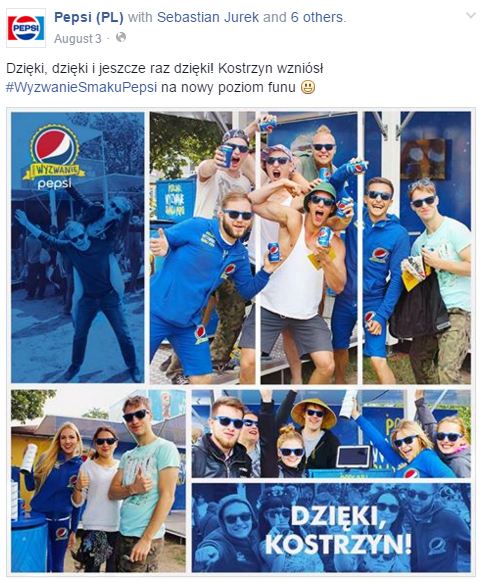 PEPSI
Pepsi (PL) with Sebastian Jurek and 6 others.
August 3 ·
Dzięki, dzięki i jeszcze raz dzięki! Kostrzyn wzniósł
#WyzwanieSmakuPepsi na nowy poziom funu 😃
WYZWANIE
pepsi
DZIĘKI,
KOSTRZYN!